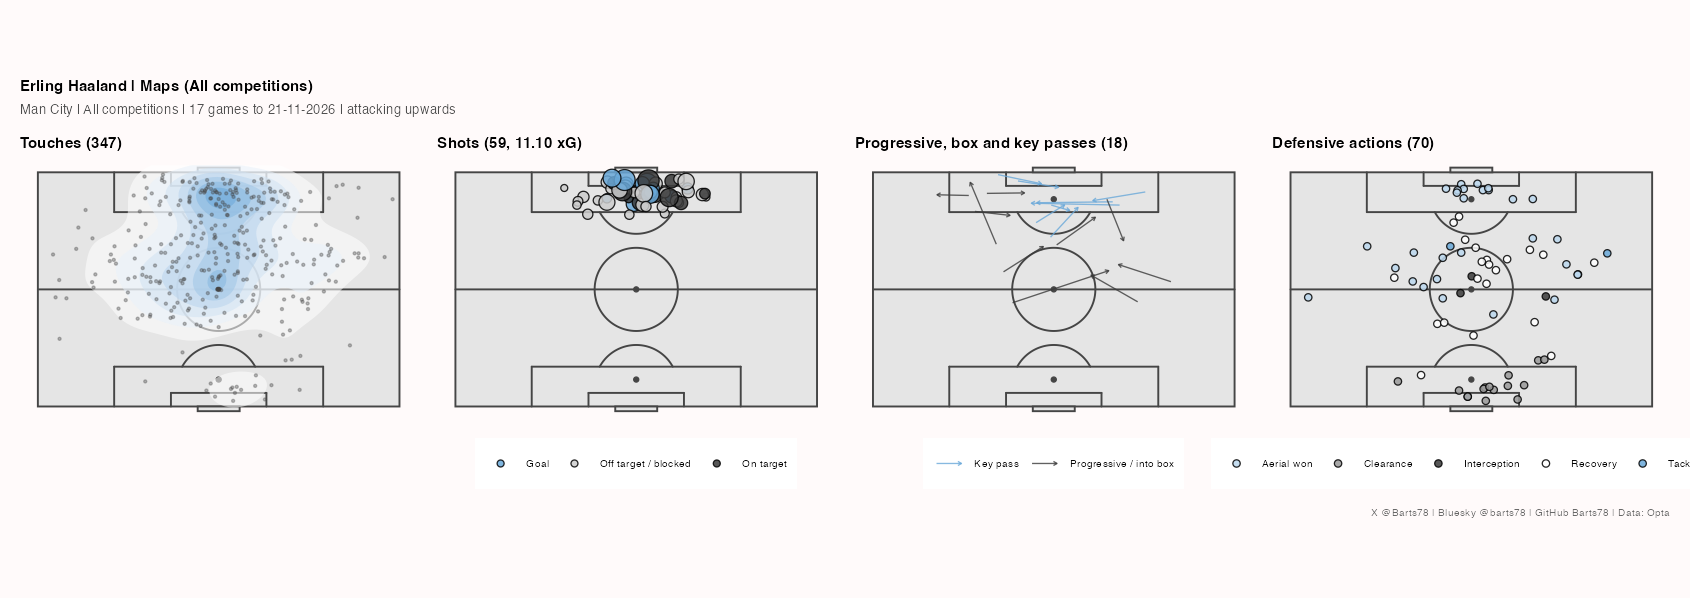 Erling Haaland | Maps (All competitions)
Man City | All competitions | 17 games to 21-11-2026 | attacking upwards
Touches (347)
Shots (59, 11.10 xG)
Progressive, box and key passes (18)
Defensive actions (70)
Goal
Off target / blocked
On target
Key pass
Progressive / into box
Aerial won
Clearance
Interception
Recovery
Tack
X @Barts78 | Bluesky @barts78 | GitHub Barts78 | Data: Opta